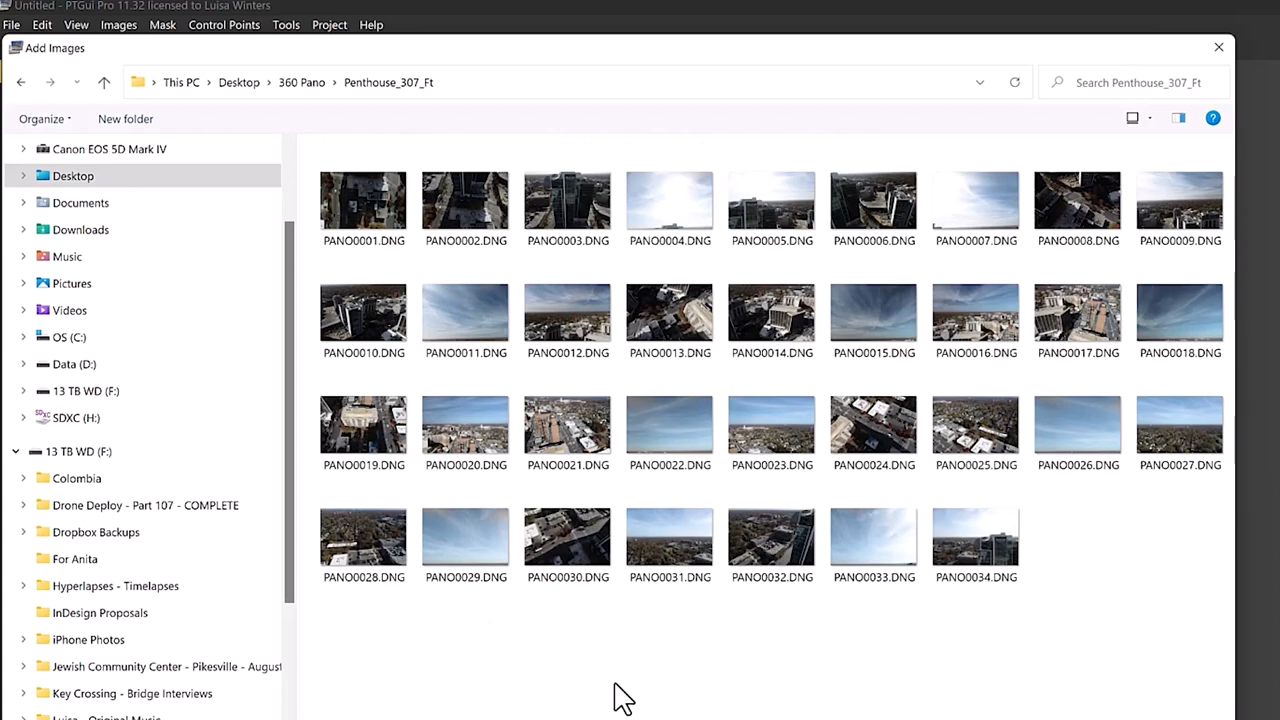 Untitled - PTGui Pro 11.32 licensed to Luisa Winters
File Edit View Images Mask Control Points Tools Project Help
Add Images
This PC > Desktop > 360 Pano > Penthouse_307_Ft
Search Penthouse_307_Ft
Organize New folder
Canon EOS 5D Mark IV
Desktop
Documents
Downloads
Music
Pictures
Videos
OS (C:)
Data (D:)
13 TB WD (F:)
SDXC (H:)
13 TB WD (F:)
Colombia
Drone Deploy - Part 107 - COMPLETE
Dropbox Backups
For Anita
Hyperlapses - Timelapses
InDesign Proposals
iPhone Photos
Jewish Community Center - Pikesville - August
Key Crossing - Bridge Interviews
Luisa - Original Music
PANO0001.DNG PANO0002.DNG PANO0003.DNG PANO0004.DNG PANO0005.DNG PANO0006.DNG PANO0007.DNG PANO0008.DNG PANO0009.DNG
PANO0010.DNG PANO0011.DNG PANO0012.DNG PANO0013.DNG PANO0014.DNG PANO0015.DNG PANO0016.DNG PANO0017.DNG PANO0018.DNG
PANO0019.DNG PANO0020.DNG PANO0021.DNG PANO0022.DNG PANO0023.DNG PANO0024.DNG PANO0025.DNG PANO0026.DNG PANO0027.DNG
PANO0028.DNG PANO0029.DNG PANO0030.DNG PANO0031.DNG PANO0032.DNG PANO0033.DNG PANO0034.DNG